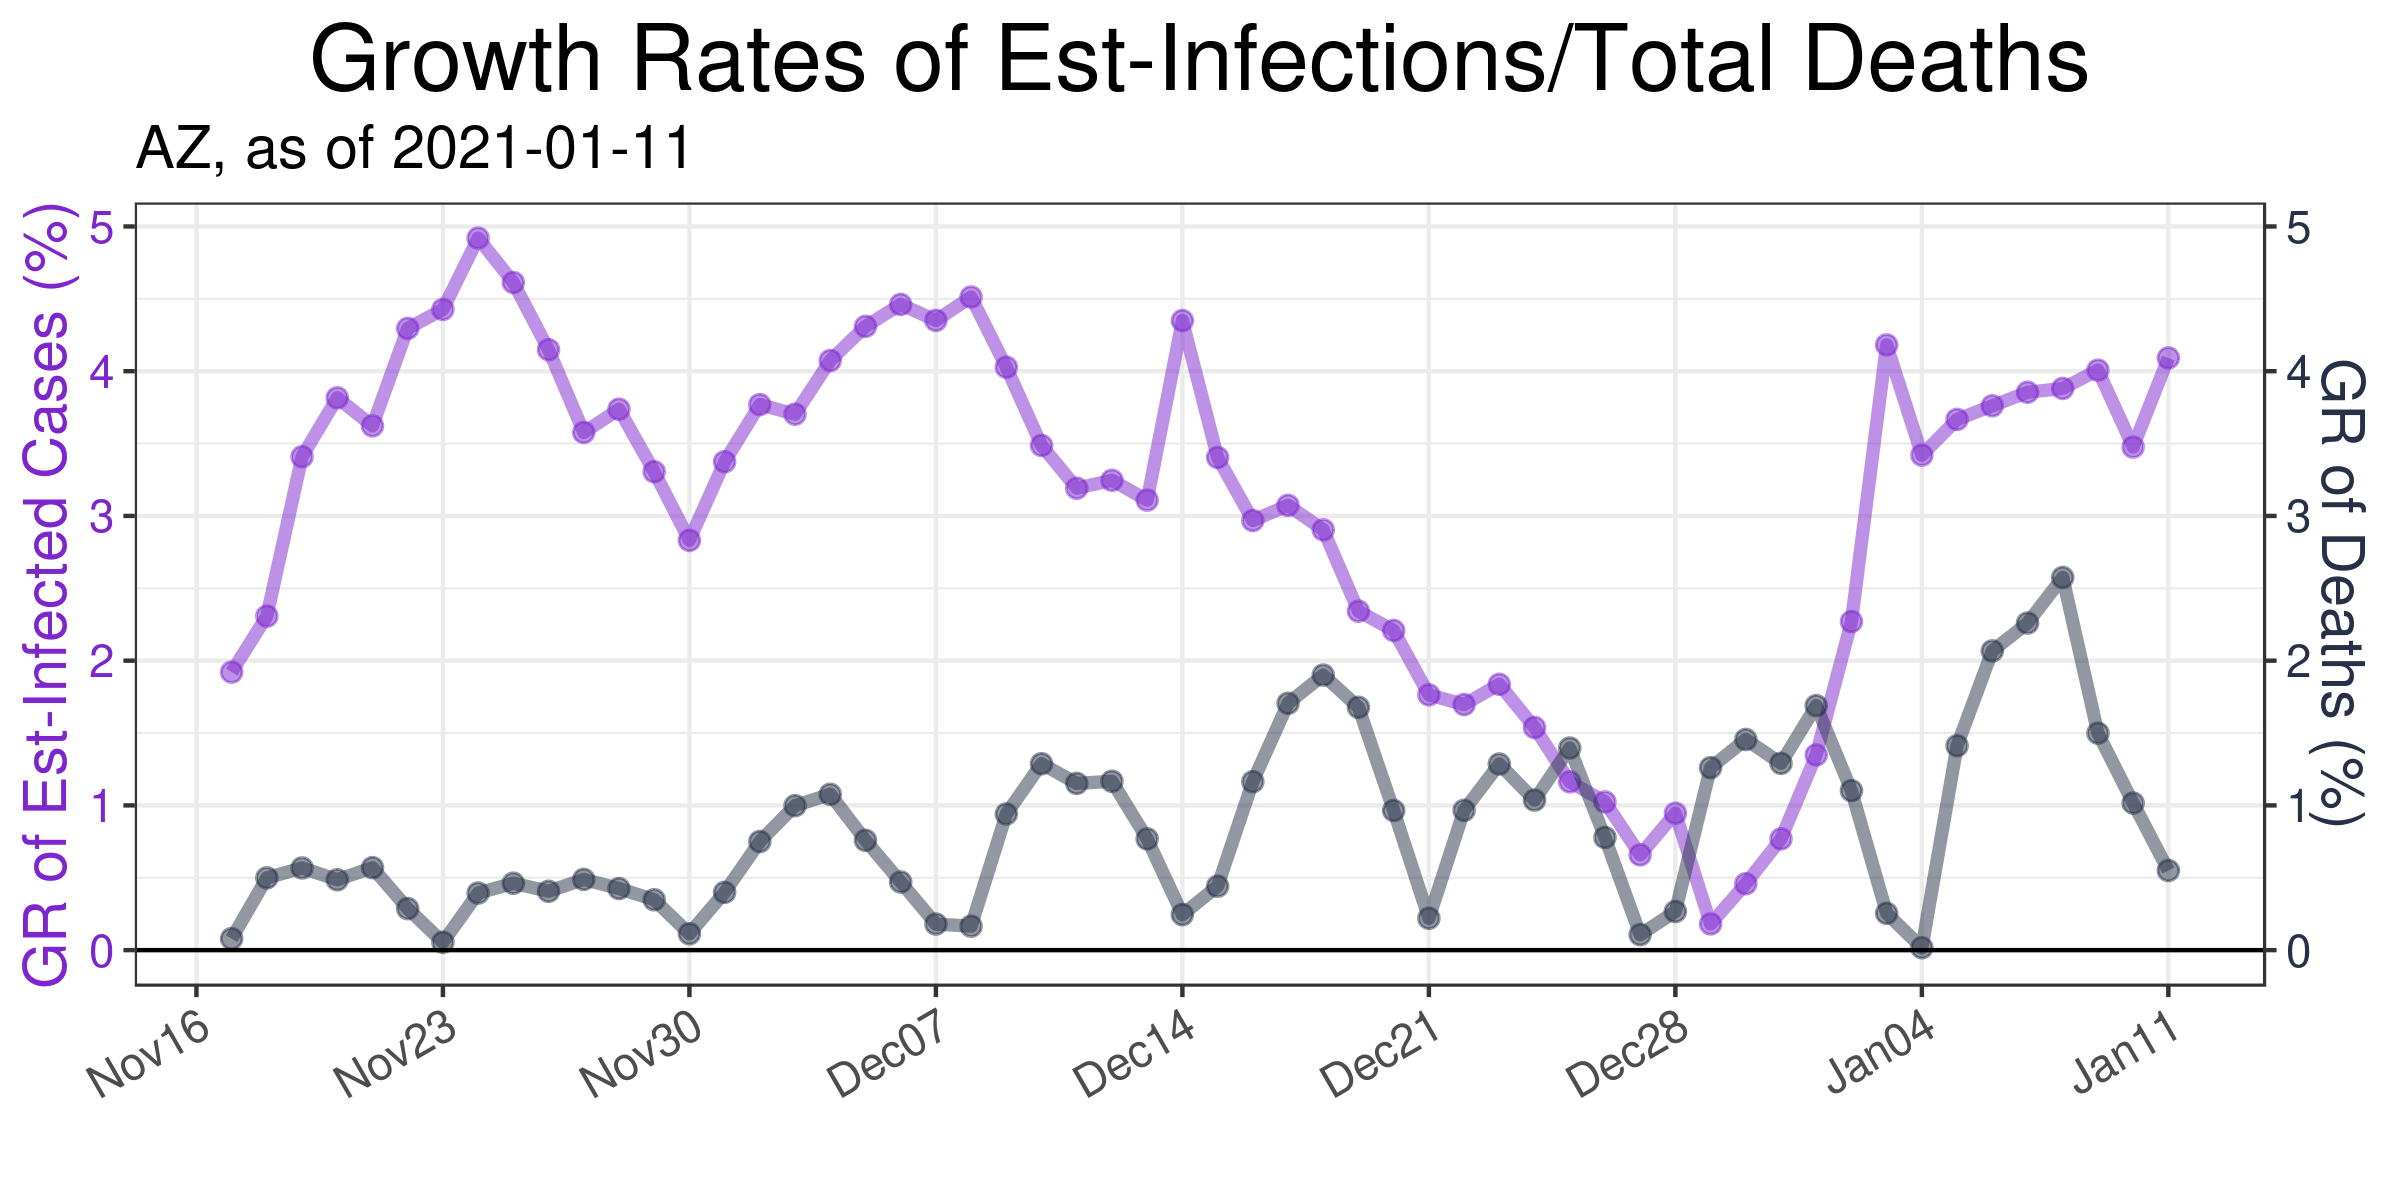 Growth Rates of Est-Infections/Total Deaths
AZ, as of 2021-01-11
GR of Est-Infected Cases (%)
5
4
3
2
1
0
5
4
3
2
1
0
GR of Deaths (%)
Nov16
Nov23
Nov30
Dec07
Dec14
Dec21
Dec28
Jan04
Jan11